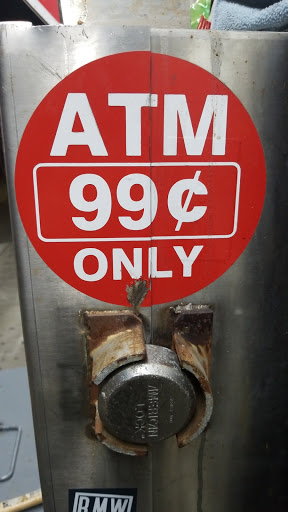 ATM
99¢
ONLY
AMERICAN
LOCK
BMW